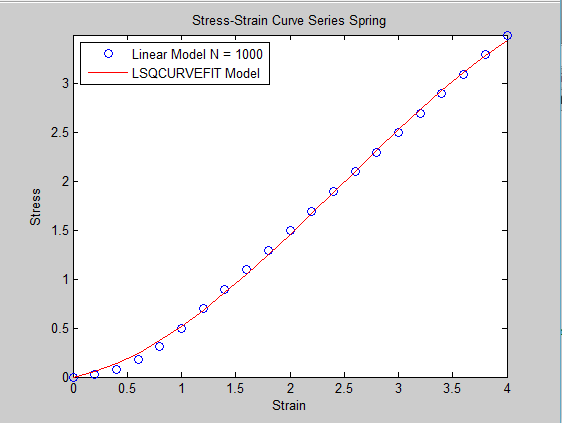 Stress-Strain Curve Series Spring
Linear Model N = 1000
LSQCURVEFIT Model
Stress
3
2.5
2
1.5
1
0.5
0
0 0.5 1 1.5 2 2.5 3 3.5 4
Strain